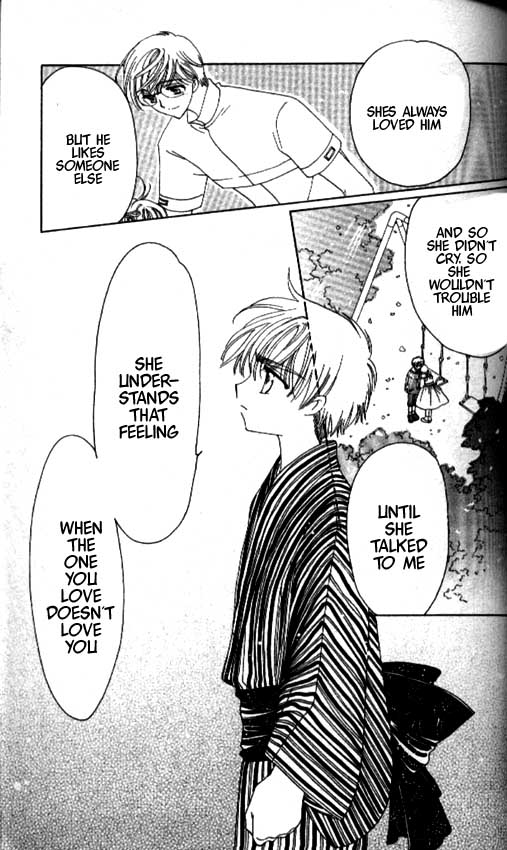 SHES ALWAYS
LOVED HIM
BUT HE
LIKES
SOMEONE
ELSE
AND SO
SHE DIDN'T
CRY. SO
SHE
WOULDN'T
TROUBLE
HIM
UNTIL
SHE
TALKED
TO ME
SHE
UNDER-
STANDS
THAT
FEELING
WHEN
THE
ONE
YOU
LOVE
DOESN'T
LOVE
YOU